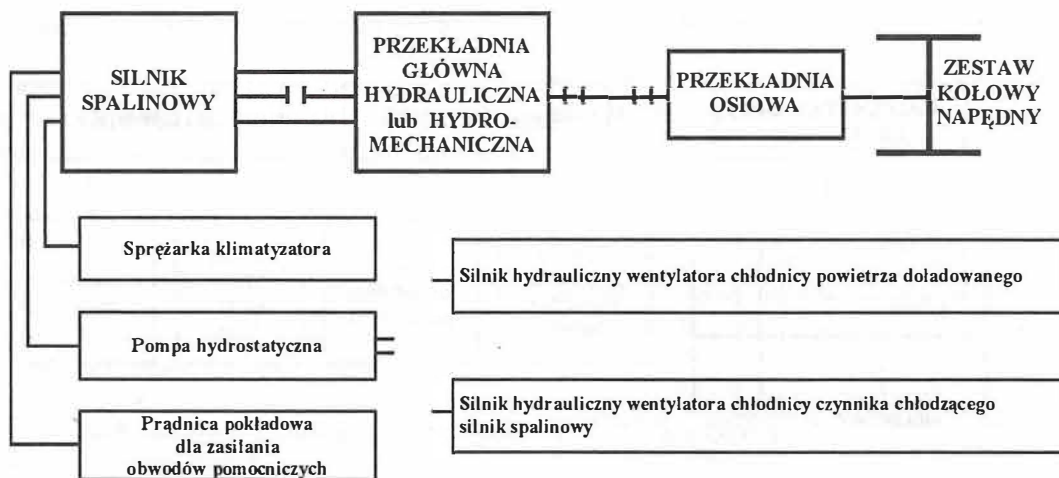 SILNIK
SPALINOWY
PRZEKŁADNIA
GŁÓWNA
HYDRAULICZNA
lub HYDRO-
MECHANICZNA
PRZEKŁADNIA
OSIOWA
ZESTAW
KOŁOWY
NAPĘDNY
Sprężarka klimatyzatora
Silnik hydrauliczny wentylatora chłodnicy powietrza doładowanego
Pompa hydrostatyczna
Silnik hydrauliczny wentylatora chłodnicy czynnika chłodzącego
silnik spalinowy
Prądnica pokładowa
dla zasilania
obwodów pomocniczych